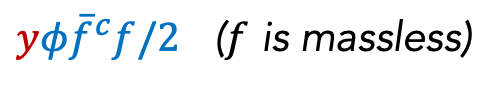 yϕf̄ᶜf/2 (f is massless)